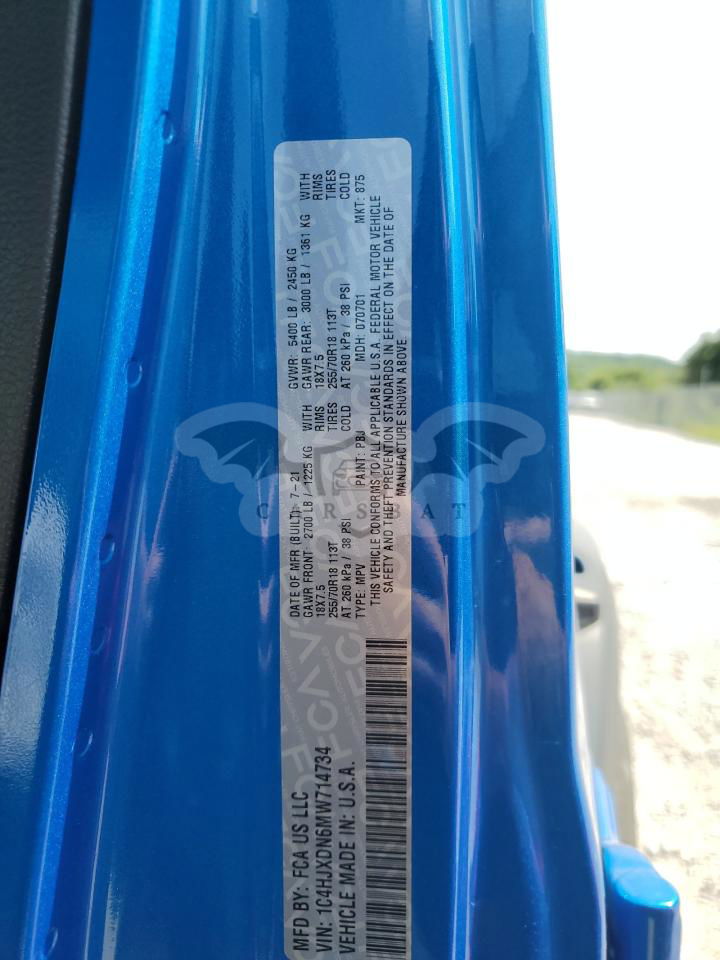 MFD BY: FCA US LLC
DATE OF MFR (BUILT): 7-21
GVWR: 5400 LB / 2450 KG
GAWR FRONT: 2700 LB / 1225 KG WITH
GAWR REAR: 3000 LB / 1361 KG WITH
18X7.5 RIMS
18X7.5 RIMS
255/70R18 113T TIRES
255/70R18 113T TIRES
AT 260 kPa / 38 PSI COLD
AT 260 kPa / 38 PSI COLD
VIN: 1C4HJXDN6MW714734
TYPE: MPV
PAINT: PBJ
MDH: 070701
MKT: 875
VEHICLE MADE IN: U.S.A.
THIS VEHICLE CONFORMS TO ALL APPLICABLE U.S.A. FEDERAL MOTOR VEHICLE
SAFETY AND THEFT PREVENTION STANDARDS IN EFFECT ON THE DATE OF
MANUFACTURE SHOWN ABOVE.
CARSBAT